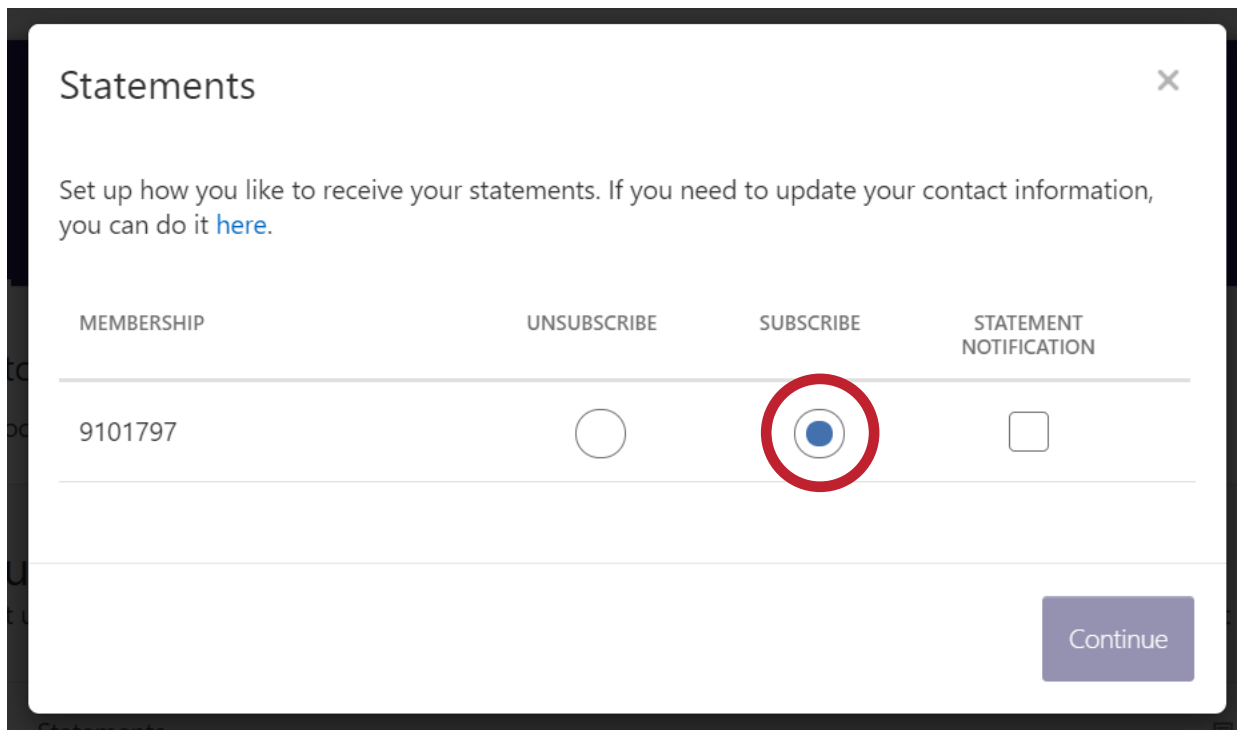 Statements
Set up how you like to receive your statements. If you need to update your contact information,
you can do it here.
MEMBERSHIP UNSUBSCRIBE SUBSCRIBE STATEMENT
NOTIFICATION
9101797
Continue
Statements